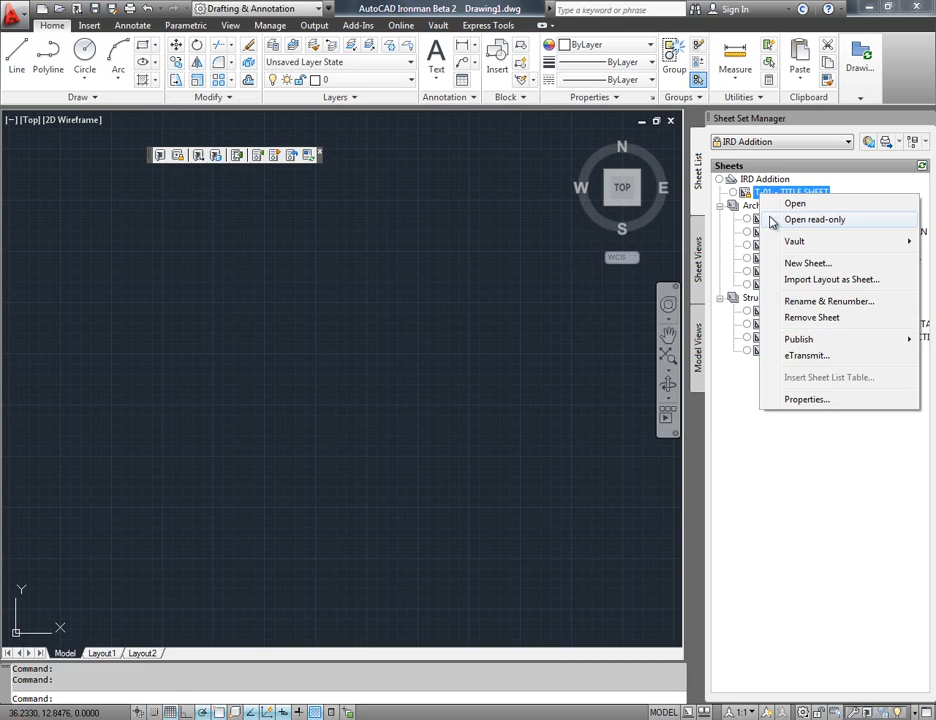 Drafting & Annotation
AutoCAD Ironman Beta 2 Drawing1.dwg
Type a keyword or phrase
Sign In
Home Insert Annotate Parametric View Manage Output Add-Ins Online Vault Express Tools
Line Polyline Circle Arc
Unsaved Layer State
0
Text
Insert
ByLayer
ByLayer
ByLayer
Group
Measure
Paste
Drawi...
Draw Modify Layers Annotation Block Properties Groups Utilities Clipboard
[−] [Top] [2D Wireframe]
N
W TOP E
S
WCS
Sheet Set Manager
IRD Addition
Sheet List
Sheet Views
Model Views
Sheets
IRD Addition
T-01 - TITLE SHEET
Arch
Stru
Open
Open read-only
Vault
New Sheet...
Import Layout as Sheet...
Rename & Renumber...
Remove Sheet
Publish
eTransmit...
Insert Sheet List Table...
Properties...
AN
TA
CTI
Y
X
Model Layout1 Layout2
Command:
Command:
Command:
36.2330, 12.8476, 0.0000
MODEL
1:1